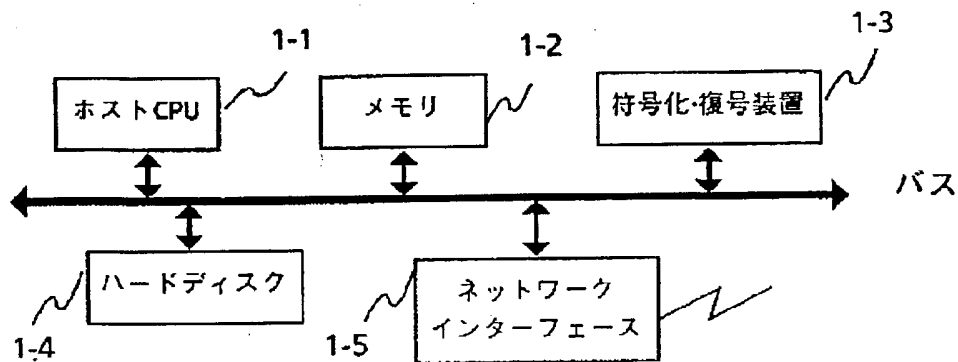 1-1
1-2
1-3
ホストCPU
メモリ
符号化・復号装置
バス
ハードディスク
ネットワーク
インターフェース
1-4
1-5